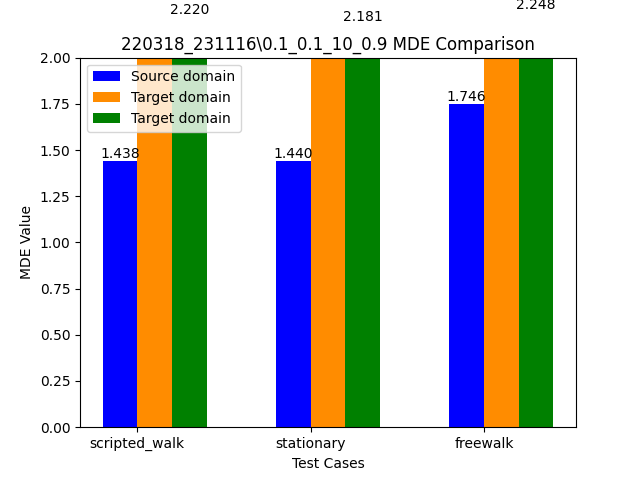 2.220
2.181
2.248
220318_231116\0.1_0.1_10_0.9 MDE Comparison
Source domain
Target domain
Target domain
1.438
1.440
1.746
MDE Value
2.00
1.75
1.50
1.25
1.00
0.75
0.50
0.25
0.00
scripted_walk
stationary
freewalk
Test Cases